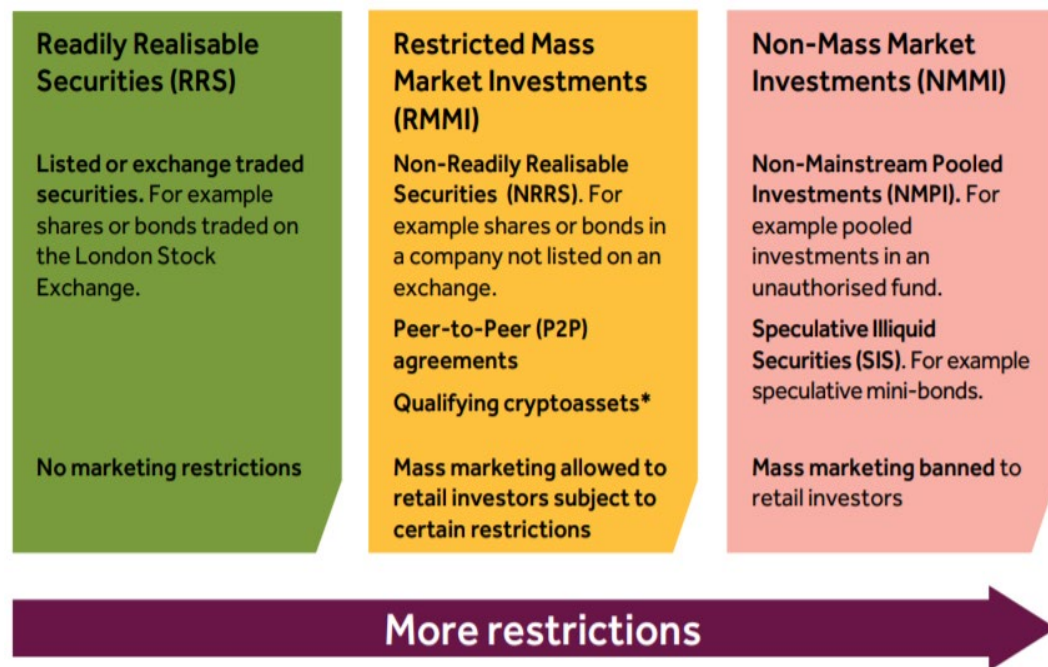 Readily Realisable
Securities (RRS)
Listed or exchange traded
securities. For example
shares or bonds traded on
the London Stock
Exchange.
No marketing restrictions
Restricted Mass
Market Investments
(RMMI)
Non-Readily Realisable
Securities (NRRS). For
example shares or bonds in
a company not listed on an
exchange.
Peer-to-Peer (P2P)
agreements
Qualifying cryptoassets*
Mass marketing allowed to
retail investors subject to
certain restrictions
Non-Mass Market
Investments (NMMI)
Non-Mainstream Pooled
Investments (NMPI). For
example pooled
investments in an
unauthorised fund.
Speculative Illiquid
Securities (SIS). For example
speculative mini-bonds.
Mass marketing banned to
retail investors
More restrictions